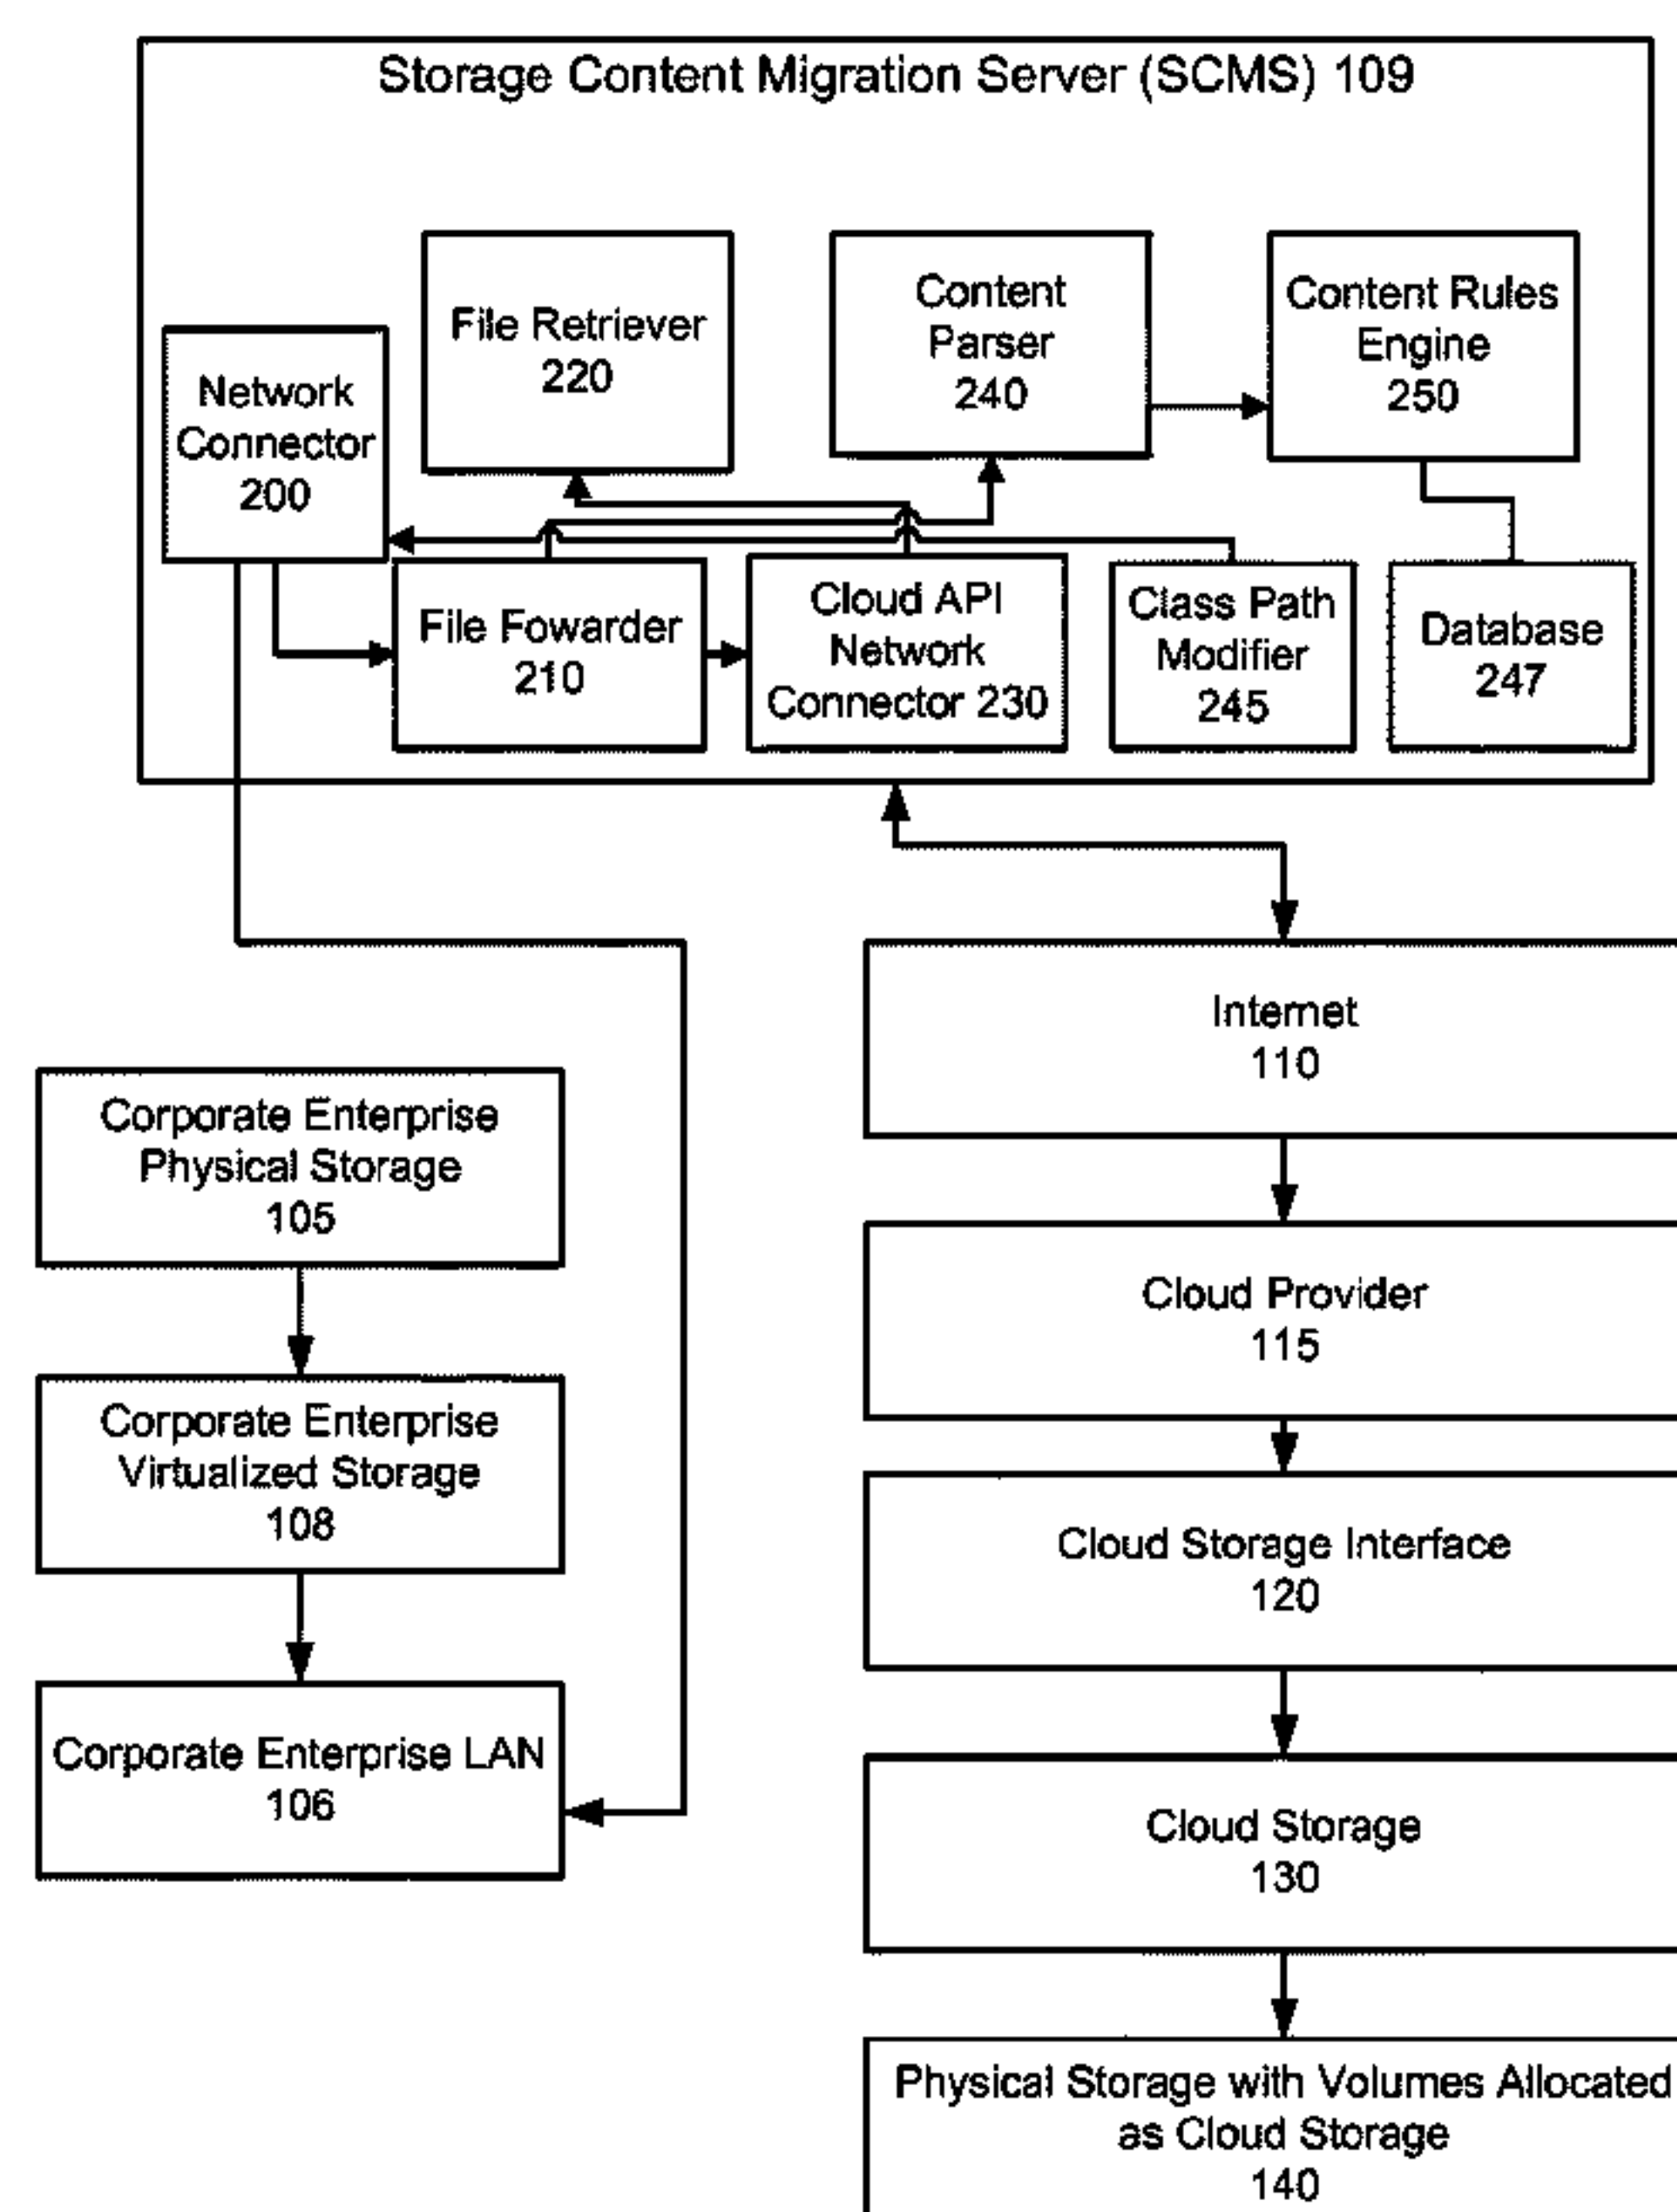 Storage Content Migration Server (SCMS) 109
File Retriever
220
Content
Parser
240
Content Rules
Engine
250
Network
Connector
200
File Fowarder
210
Cloud API
Network
Connector 230
Class Path
Modifier
245
Database
247
Internet
110
Corporate Enterprise
Physical Storage
105
Cloud Provider
115
Corporate Enterprise
Virtualized Storage
108
Cloud Storage Interface
120
Corporate Enterprise LAN
106
Cloud Storage
130
Physical Storage with Volumes Allocated
as Cloud Storage
140